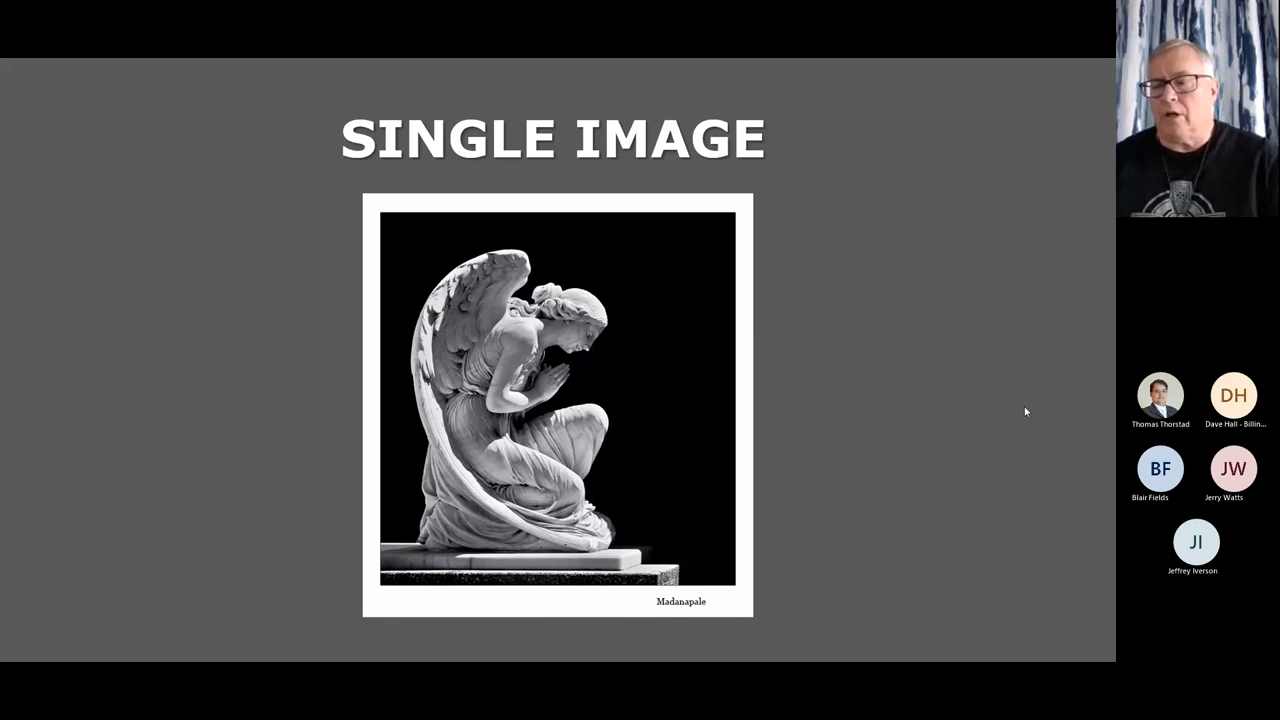 SINGLE IMAGE
Madanapale
Thomas Thorstad
DH
Dave Hall - Billin...
BF
Blair Fields
JW
Jerry Watts
JI
Jeffrey Iverson